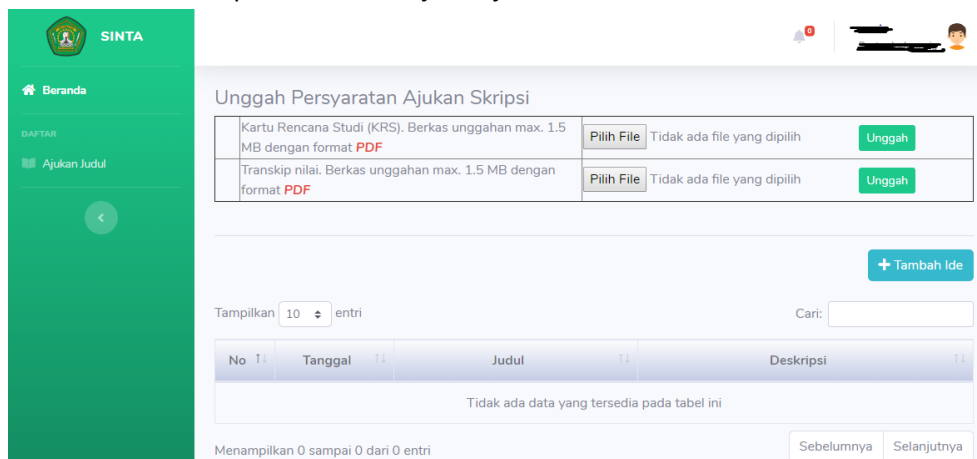 SINTA
0
Beranda
DAFTAR
Ajukan Judul
Unggah Persyaratan Ajukan Skripsi
Kartu Rencana Studi (KRS). Berkas unggahan max. 1.5
MB dengan format PDF
Pilih File Tidak ada file yang dipilih
Unggah
Transkip nilai. Berkas unggahan max. 1.5 MB dengan
format PDF
Pilih File Tidak ada file yang dipilih
Unggah
+ Tambah Ide
Tampilkan 10 entri
Cari:
No Tanggal Judul Deskripsi
Tidak ada data yang tersedia pada tabel ini
Menampilkan 0 sampai 0 dari 0 entri
Sebelumnya Selanjutnya